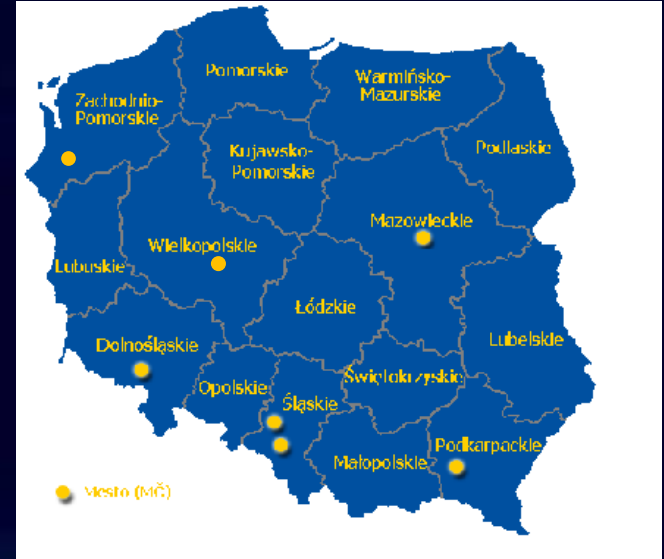 Pomorskie
Warmińsko-
Mazurskie
Zachodnio-
Pomorskie
Kujawsko-
Pomorskie
Podlaskie
Mazowieckie
Wielkopolskie
Lubuskie
Łódzkie
Dolnośląskie
Lubelskie
Opolskie
Śląskie
Świętokrzyskie
Małopolskie
Podkarpackie
Mesto (MČ)